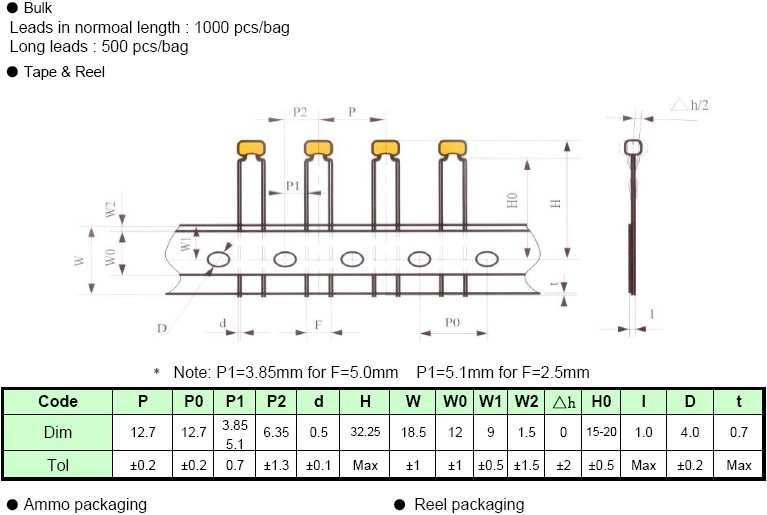 ● Bulk
Leads in normoal length : 1000 pcs/bag
Long leads : 500 pcs/bag
● Tape & Reel
△ h/2
P2 P
P1
H0 H
W2
W1
W W0
t
D d F P0 l
* Note: P1=3.85mm for F=5.0mm P1=5.1mm for F=2.5mm
Code P P0 P1 P2 d H W W0 W1 W2 △h H0 l D t
Dim 12.7 12.7 3.85 5.1 6.35 0.5 32.25 18.5 12 9 1.5 0 15-20 1.0 4.0 0.7
Tol ±0.2 ±0.2 0.7 ±1.3 ±0.1 Max ±1 ±1 ±0.5 ±1.5 ±2 ±0.5 Max ±0.2 Max
● Ammo packaging ● Reel packaging